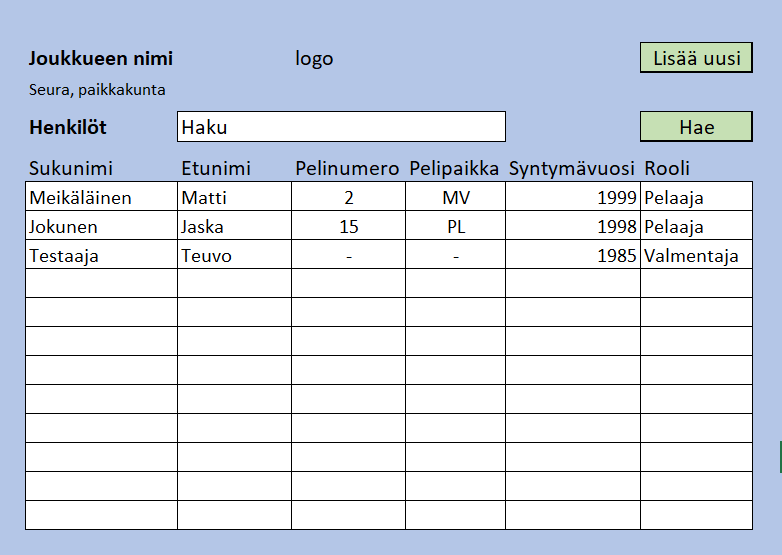 Joukkueen nimi logo Lisää uusi
Seura, paikkakunta
Henkilöt Haku Hae
Sukunimi Etunimi Pelinumero Pelipaikka Syntymävuosi Rooli
Meikäläinen Matti 2 MV 1999 Pelaaja
Jokunen Jaska 15 PL 1998 Pelaaja
Testaaja Teuvo - - 1985 Valmentaja